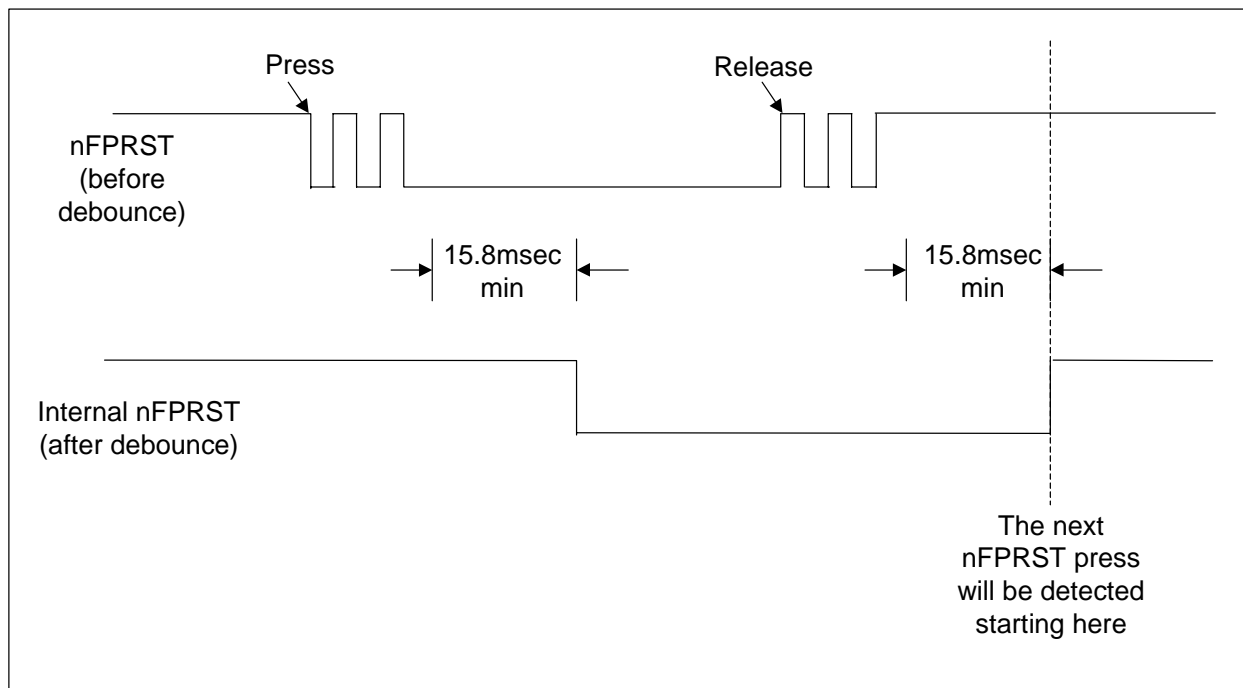 Press
Release
nFPRST
(before
debounce)
15.8msec
min
15.8msec
min
Internal nFPRST
(after debounce)
The next
nFPRST press
will be detected
starting here